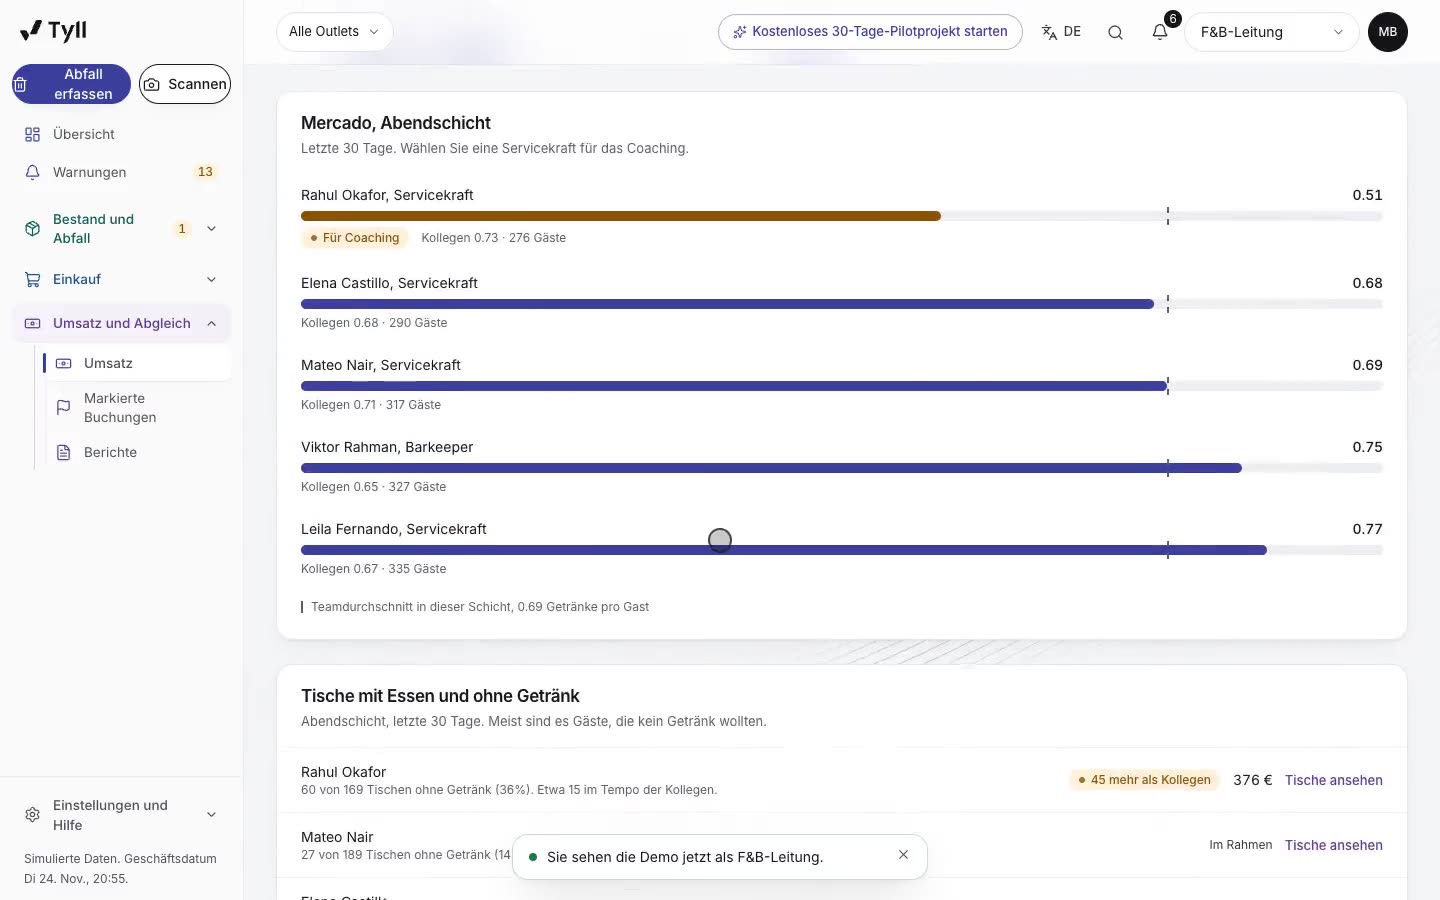 Tyll
Alle Outlets
Kostenloses 30-Tage-Pilotprojekt starten
DE
6
F&B-Leitung
MB
Abfall
erfassen
Scannen
Übersicht
Warnungen
13
Bestand und
Abfall
1
Einkauf
Umsatz und Abgleich
Umsatz
Markierte
Buchungen
Berichte
Einstellungen und
Hilfe
Simulierte Daten. Geschäftsdatum
Di 24. Nov., 20:55.
Mercado, Abendschicht
Letzte 30 Tage. Wählen Sie eine Servicekraft für das Coaching.
Rahul Okafor, Servicekraft
0.51
Für Coaching
Kollegen 0.73 · 276 Gäste
Elena Castillo, Servicekraft
0.68
Kollegen 0.68 · 290 Gäste
Mateo Nair, Servicekraft
0.69
Kollegen 0.71 · 317 Gäste
Viktor Rahman, Barkeeper
0.75
Kollegen 0.65 · 327 Gäste
Leila Fernando, Servicekraft
0.77
Kollegen 0.67 · 335 Gäste
Teamdurchschnitt in dieser Schicht, 0.69 Getränke pro Gast
Tische mit Essen und ohne Getränk
Abendschicht, letzte 30 Tage. Meist sind es Gäste, die kein Getränk wollten.
Rahul Okafor
60 von 169 Tischen ohne Getränk (36%). Etwa 15 im Tempo der Kollegen.
45 mehr als Kollegen
376 €
Tische ansehen
Mateo Nair
27 von 189 Tischen ohne Getränk (14
Im Rahmen
Tische ansehen
Sie sehen die Demo jetzt als F&B-Leitung.